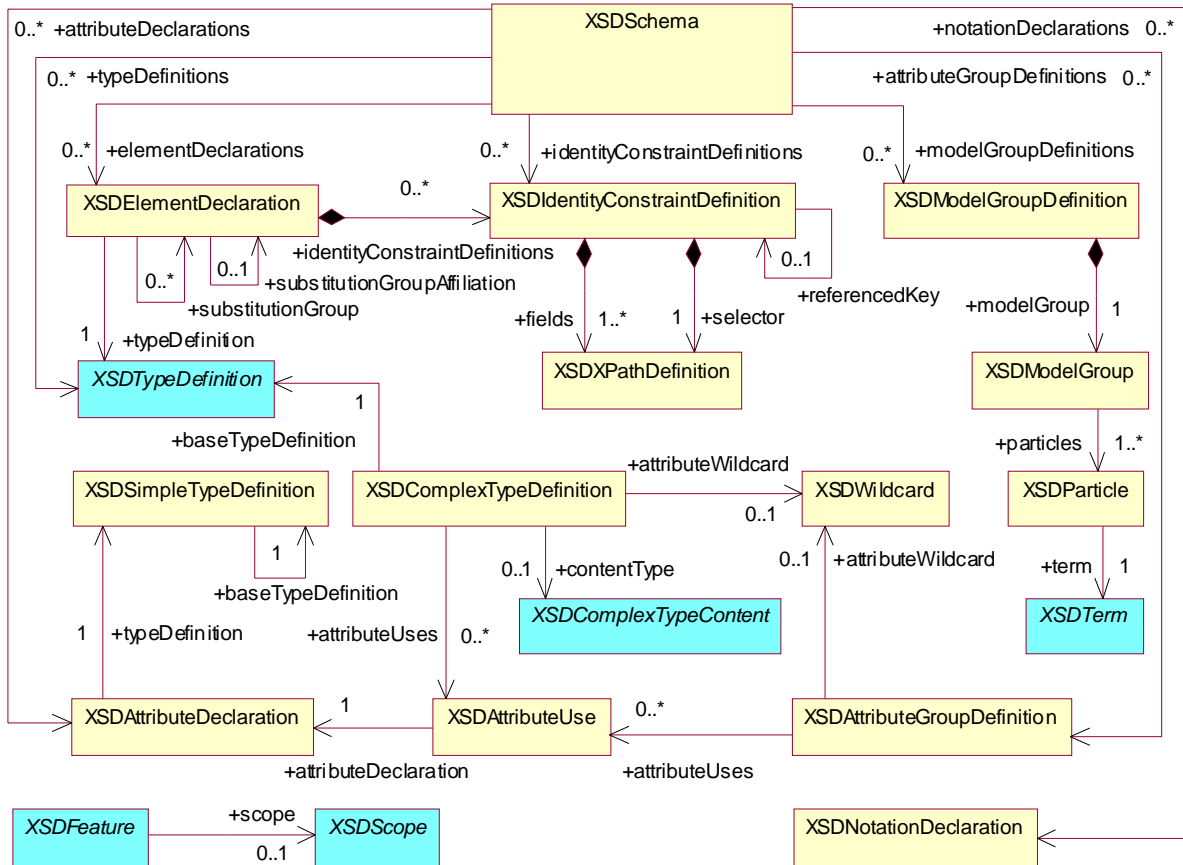 XSDSchema
0..* +attributeDeclarations
+notationDeclarations 0..*
0..* +typeDefinitions
+attributeGroupDefinitions 0..*
0..* +elementDeclarations
0..* +identityConstraintDefinitions
0..* +modelGroupDefinitions
XSDElementDeclaration
0..*
XSDIdentityConstraintDefinition
XSDModelGroupDefinition
+identityConstraintDefinitions
0..*
0..1
+substitutionGroupAffiliation
+substitutionGroup
0..1
+referencedKey
+fields 1..*
1 +selector
+modelGroup 1
1 +typeDefinition
XSDTypeDefinition
XSDXPathDefinition
XSDModelGroup
1
+baseTypeDefinition
+particles 1..*
+attributeWildcard
XSDSimpleTypeDefinition
XSDComplexTypeDefinition
XSDWildcard
XSDParticle
0..1
1
+baseTypeDefinition
0..1 +contentType
0..1 +attributeWildcard
+term 1
XSDComplexTypeContent
XSDTerm
1 +typeDefinition
+attributeUses 0..*
XSDAttributeDeclaration
1
XSDAttributeUse
0..*
XSDAttributeGroupDefinition
+attributeDeclaration
+attributeUses
XSDFeature
+scope
0..1
XSDScope
XSDNotationDeclaration